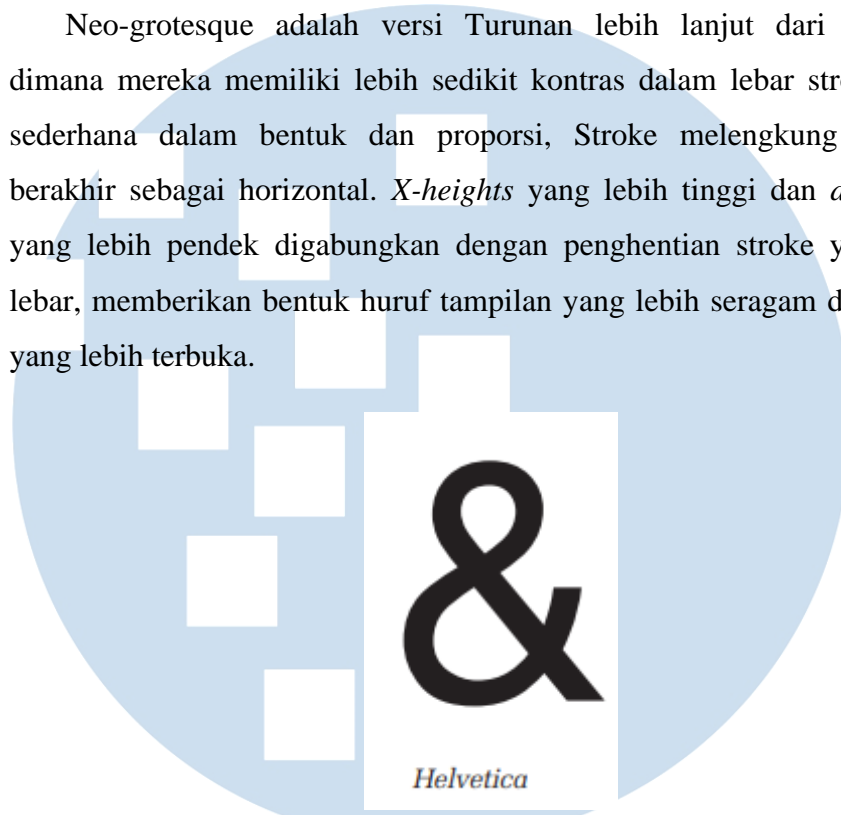 Neo-grotesque adalah versi Turunan lebih lanjut dari
dimana mereka memiliki lebih sedikit kontras dalam lebar
sederhana dalam bentuk dan proporsi, Stroke melengkung
berakhir sebagai horizontal. X-heights yang lebih tinggi dan
yang lebih pendek digabungkan dengan penghentian stroke
lebar, memberikan bentuk huruf tampilan yang lebih seragam
yang lebih terbuka.
&
Helvetica